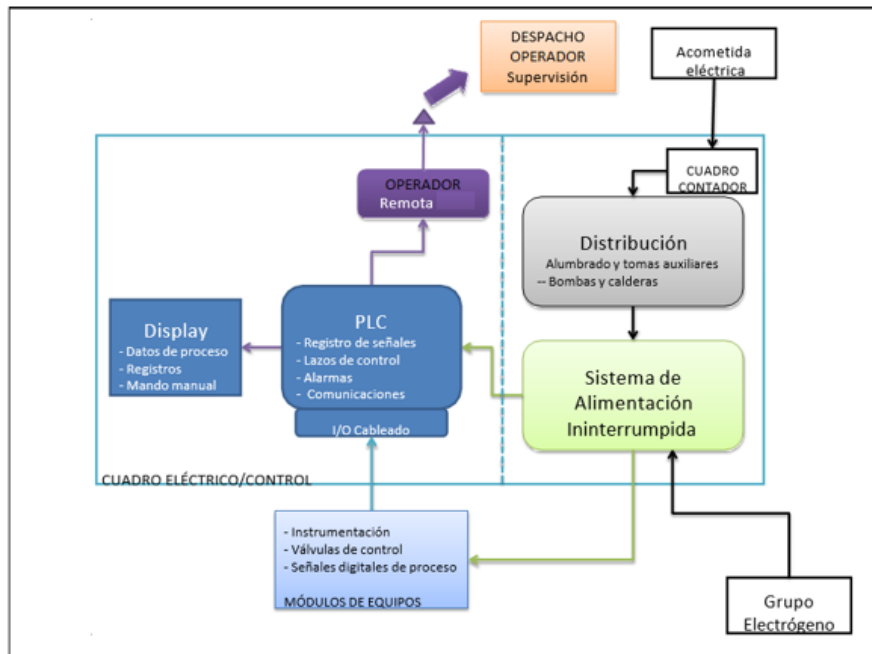 DESPACHO
OPERADOR
Supervisión
Acometida
eléctrica
CUADRO
CONTADOR
OPERADOR
Remota
Distribución
Alumbrado y tomas auxiliares
-- Bombas y calderas
PLC
- Registro de señales
- Lazos de control
- Alarmas
- Comunicaciones
I/O Cableado
Display
- Datos de proceso
- Registros
- Mando manual
Sistema de
Alimentación
Ininterrumpida
CUADRO ELÉCTRICO/CONTROL
- Instrumentación
- Válvulas de control
- Señales digitales de proceso
MÓDULOS DE EQUIPOS
Grupo
Electrógeno